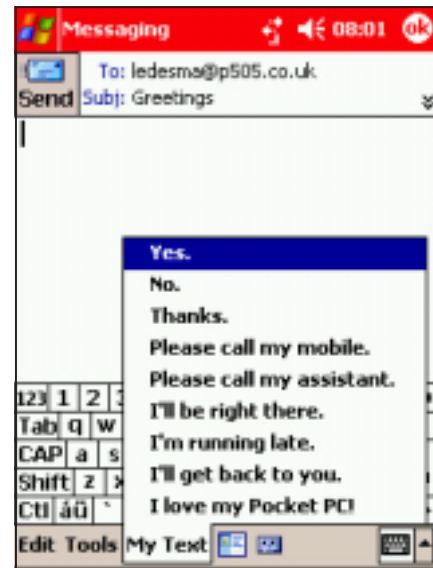 Messaging 08:01 ok
To: ledesma@p505.co.uk
Send Subj: Greetings
Yes.
No.
Thanks.
Please call my mobile.
Please call my assistant.
I'll be right there.
I'm running late.
I'll get back to you.
I love my Pocket PC!
123 1 2
Tab q w
CAP a s
Shift z
Ctl áü `
Edit Tools My Text